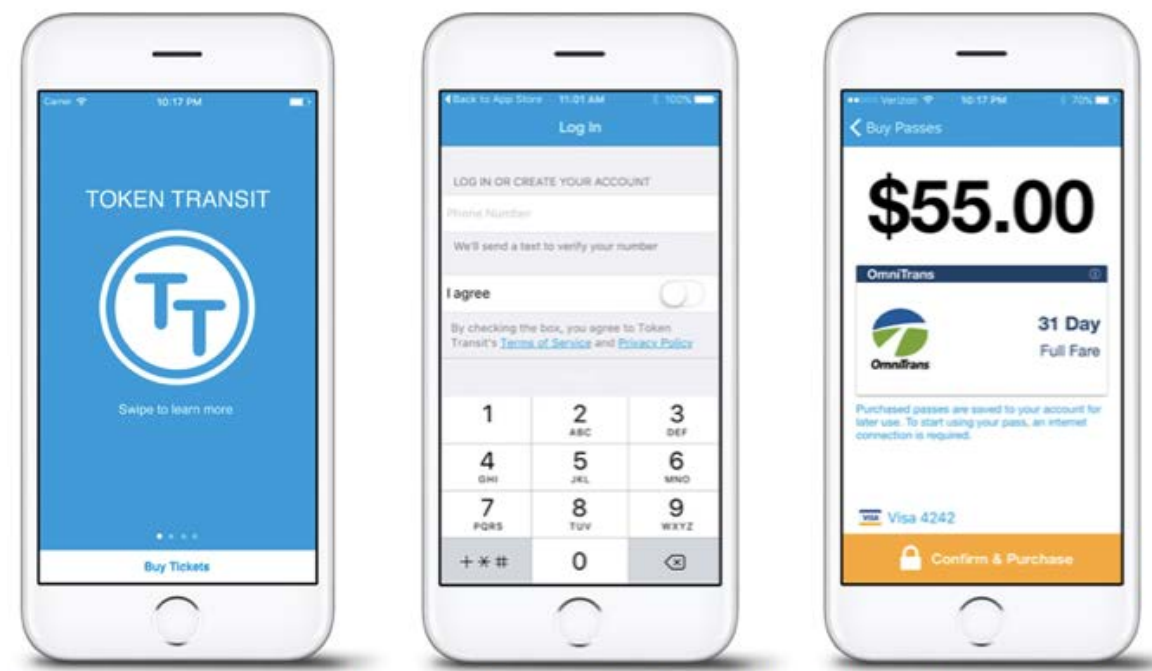 Carrier 10:17 PM
TOKEN TRANSIT
TT
Swipe to learn more
Buy Tickets
Back to App Store 11:01 AM 100%
Log In
LOG IN OR CREATE YOUR ACCOUNT
Phone Number
We'll send a text to verify your number
I agree
By checking the box, you agree to Token
Transit's Terms of Service and Privacy Policy
1 2 3
ABC DEF
4 5 6
GHI JKL MNO
7 8 9
PQRS TUV WXYZ
+*# 0
Verizon 10:17 PM 70%
Buy Passes
$55.00
OmniTrans
31 Day
Full Fare
OmniTrans
Purchased passes are saved to your account for
later use. To start using your pass, an internet
connection is required.
VISA Visa 4242
Confirm & Purchase